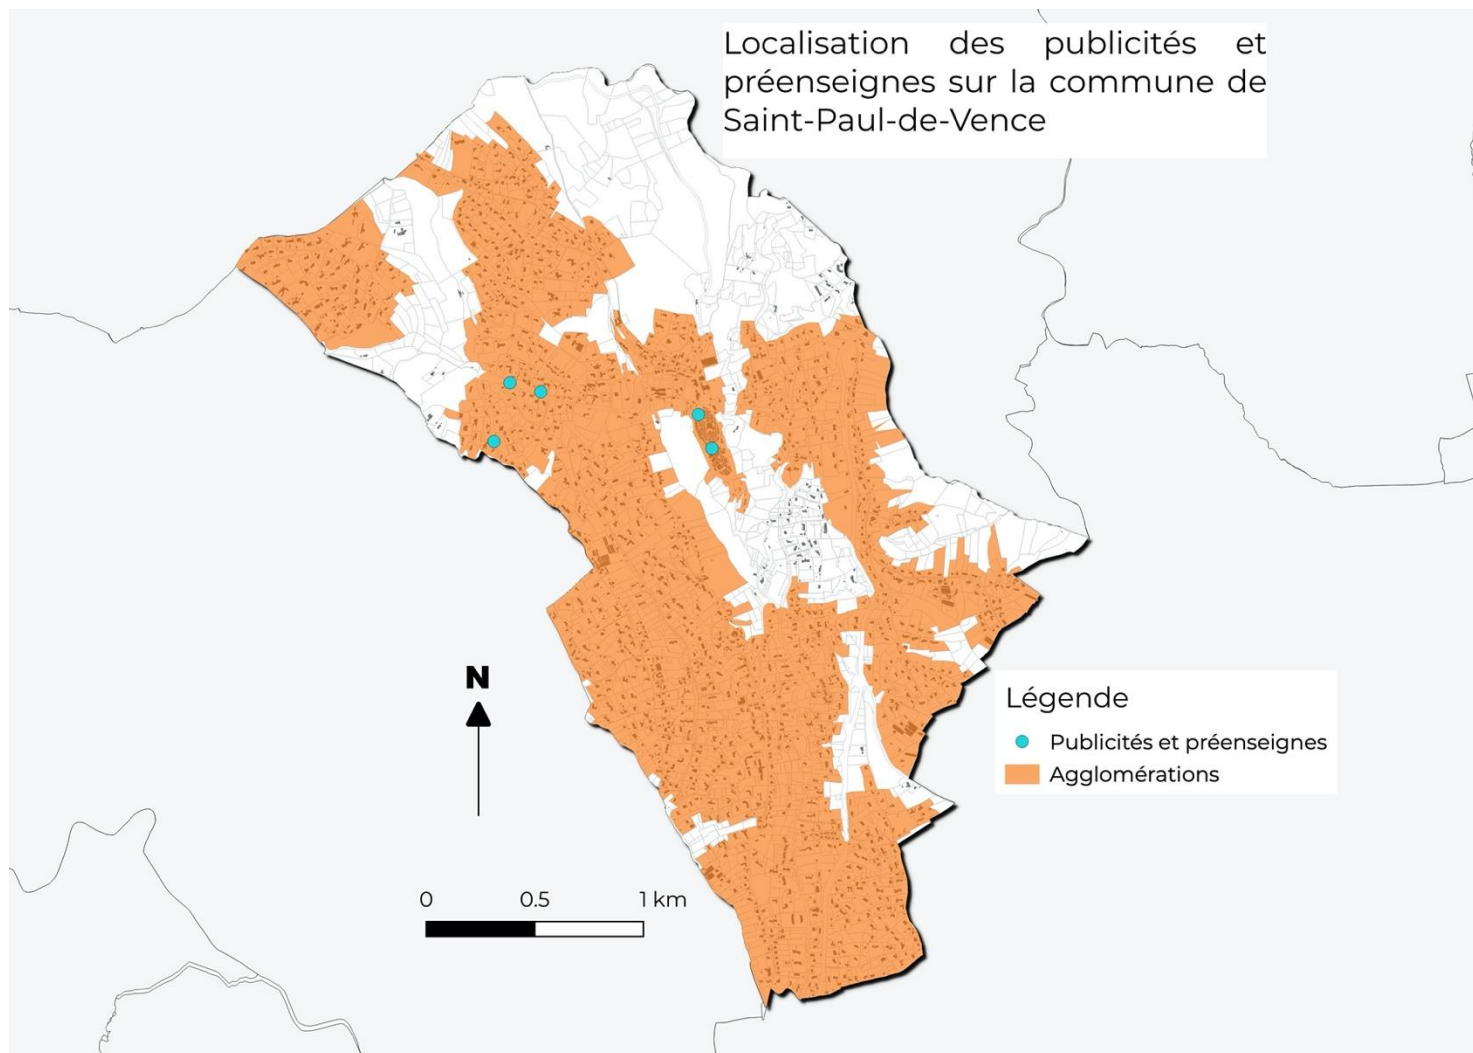 Localisation des publicités et
préenseignes sur la commune de
Saint-Paul-de-Vence
N
Légende
Publicités et préenseignes
Agglomérations
0 0.5 1 km